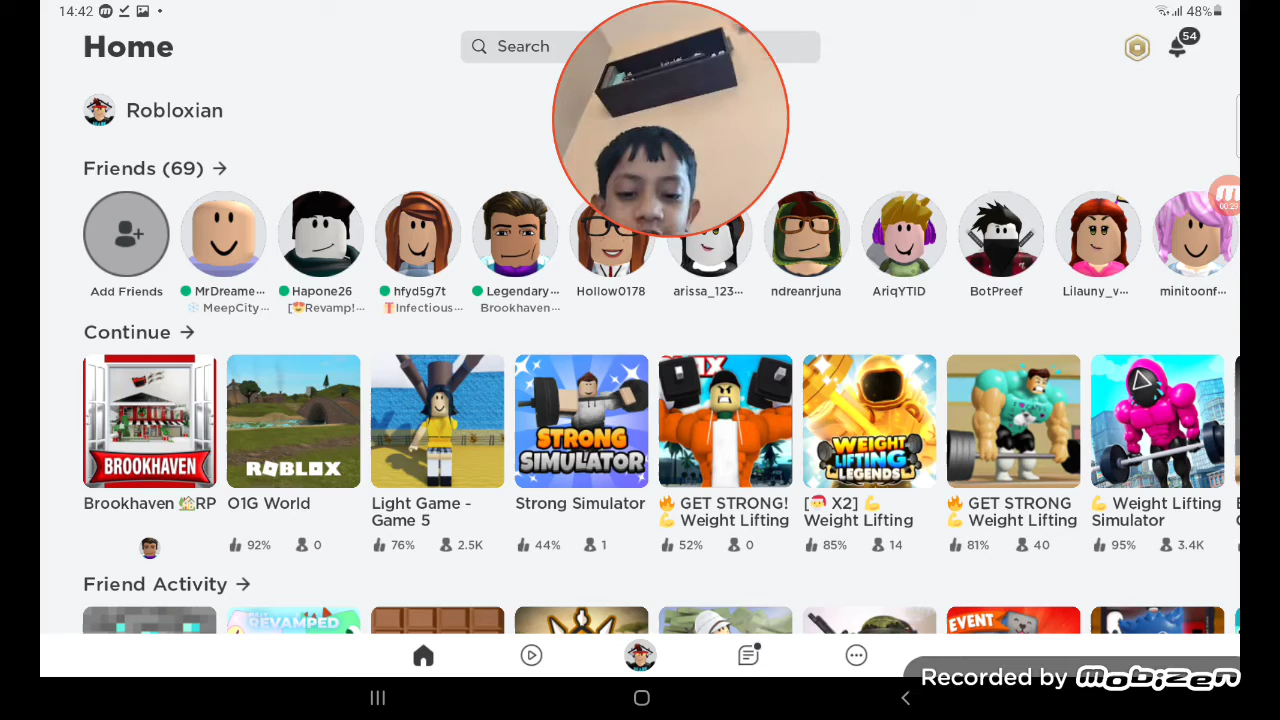 14:42
48%
Home
Search
54
Robloxian
00:29
Friends (69) →
Add Friends
MrDreame...
MeepCity...
Hapone26
[😍Revamp!...
hfyd5g7t
Infectious...
Legendary...
Brookhaven...
Hollow0178
arissa_123...
ndreanjuna
AriqYTID
BotPreef
Lilauny_v...
minitoonf...
Continue →
BROOKHAVEN
ROBLOX
STRONG
SIMULATOR
WEIGHT
LIFTING
LEGENDS
Brookhaven 🏡RP
O1G World
92% 0
Light Game -
Game 5
76% 2.5K
Strong Simulator
44% 1
🔥 GET STRONG!
💪 Weight Lifting
52% 0
[🎅 X2] 💪
Weight Lifting
85% 14
🔥 GET STRONG
💪 Weight Lifting
81% 40
💪 Weight Lifting
Simulator
95% 3.4K
Friend Activity →
REVAMPED
EVENT
Recorded by mobizen